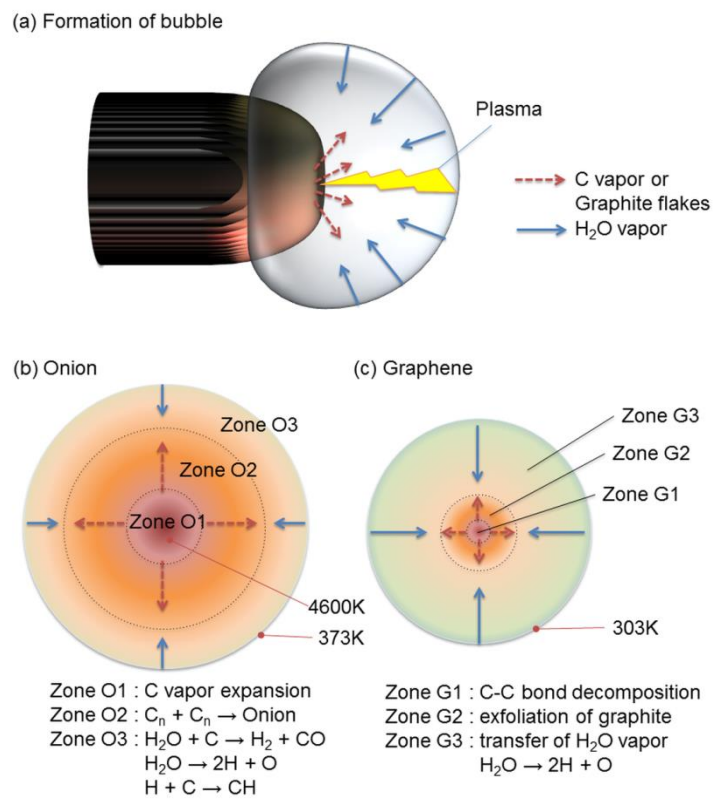 (a) Formation of bubble
Plasma
C vapor or
Graphite flakes
H₂O vapor
(b) Onion
Zone O3
Zone O2
Zone O1
4600K
373K
Zone O1 : C vapor expansion
Zone O2 : Cₙ + Cₙ → Onion
Zone O3 : H₂O + C → H₂ + CO
H₂O → 2H + O
H + C → CH
(c) Graphene
Zone G3
Zone G2
Zone G1
303K
Zone G1 : C-C bond decomposition
Zone G2 : exfoliation of graphite
Zone G3 : transfer of H₂O vapor
H₂O → 2H + O